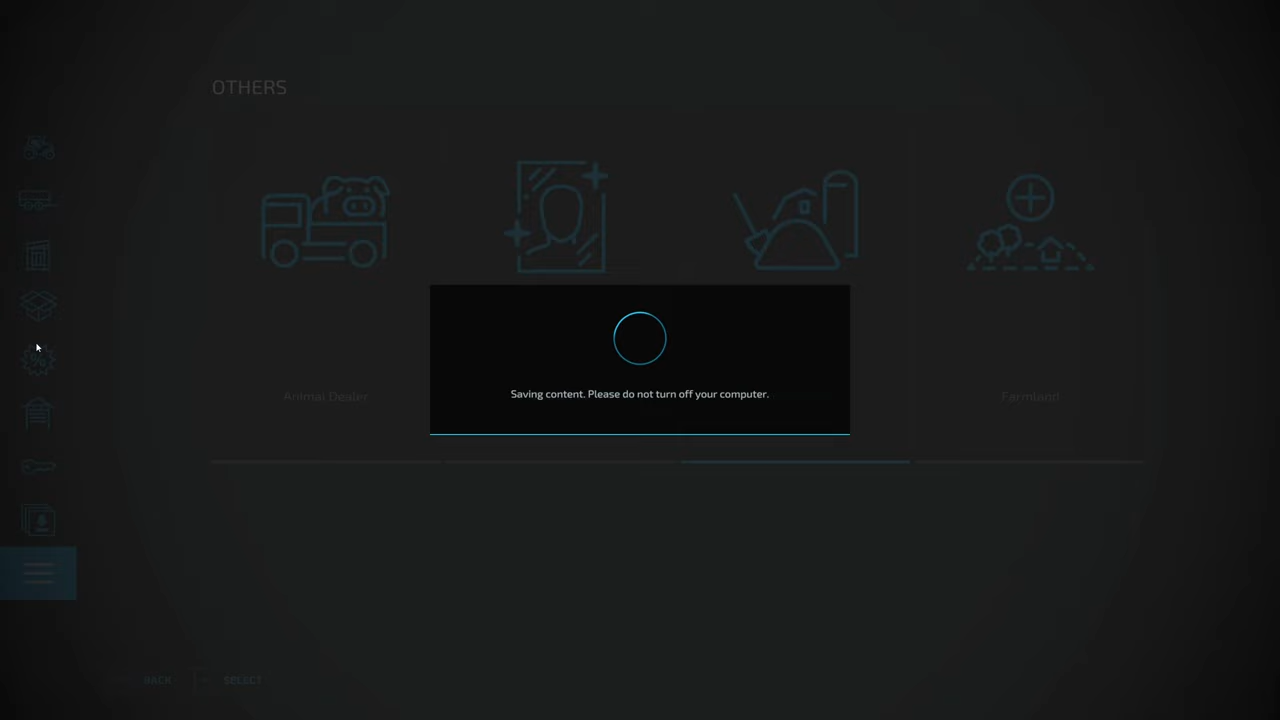 OTHERS
Saving content. Please do not turn off your computer.
Animal Dealer
Farmland
BACK
SELECT